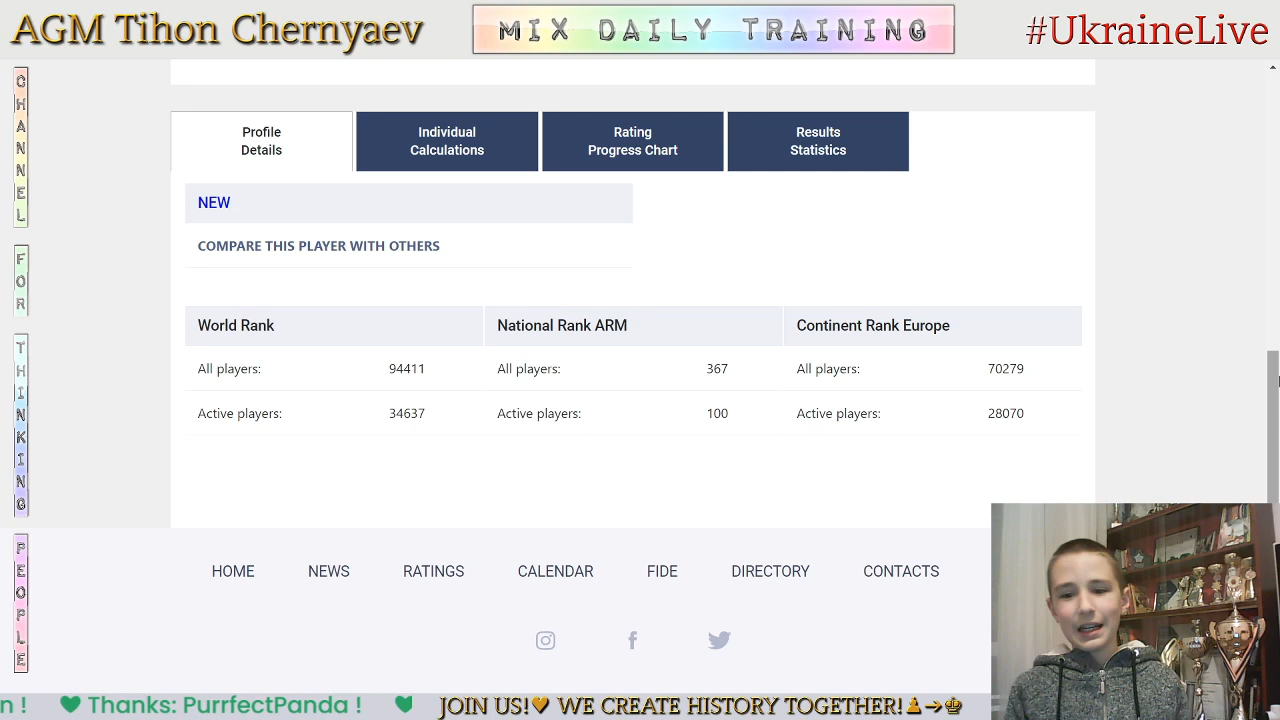 AGM Tihon Chernyaev
MIX DAILY TRAINING
#UkraineLive
CHANNEL
FOR
THINKING
PEOPLE
Profile
Details
Individual
Calculations
Rating
Progress Chart
Results
Statistics
NEW
COMPARE THIS PLAYER WITH OTHERS
World Rank
National Rank ARM
Continent Rank Europe
All players: 94411
All players: 367
All players: 70279
Active players: 34637
Active players: 100
Active players: 28070
HOME NEWS RATINGS CALENDAR FIDE DIRECTORY CONTACTS
n ! 💚 Thanks: PurrfectPanda ! 💚 JOIN US!🧡 WE CREATE HISTORY TOGETHER!♟→♚